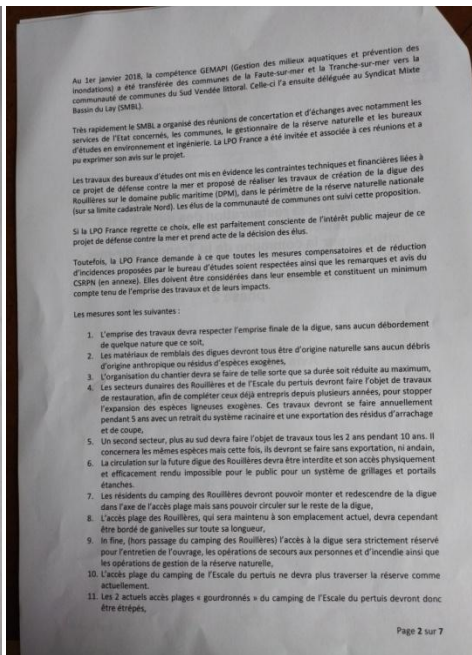 Au 1er janvier 2018, la compétence GEMAPI (Gestion des milieux aquatiques et prévention des
inondations) a été transférée des communes de la Faute-sur-mer et la Tranche-sur-mer vers la
communauté de communes du Sud Vendée littoral. Celle-ci l'a ensuite déléguée au Syndicat Mixte
Bassin du Lay (SMBL).
Très rapidement le SMBL a organisé des réunions de concertation et d'échanges avec notamment les
services de l'Etat concernés, les communes, le gestionnaire de la réserve naturelle et les bureaux
d'études en environnement et ingénierie. La LPO France a été invitée et associée à ces réunions et a
pu exprimer son avis sur le projet.
Les travaux des bureaux d'études ont mis en évidence les contraintes techniques et financières liées à
ce projet de défense contre la mer et proposé de réaliser les travaux de création de la digue des
Rouillères sur le domaine public maritime (DPM), dans le périmètre de la réserve naturelle nationale
(sur sa limite cadastrale Nord). Les élus de la communauté de communes ont suivi cette proposition.
Si la LPO France regrette ce choix, elle est parfaitement consciente de l'intérêt public majeur de ce
projet de défense contre la mer et prend acte de la décision des élus.
Toutefois, la LPO France demande à ce que toutes les mesures compensatoires et de réduction
d'incidences proposées par le bureau d'études soient respectées ainsi que les remarques et avis du
CSRPN (en annexe). Elles doivent être considérées dans leur ensemble et constituent un minimum
compte tenu de l'emprise des travaux et de leurs impacts.
Les mesures sont les suivantes :
1. L'emprise des travaux devra respecter l'emprise finale de la digue, sans aucun débordement
de quelque nature que ce soit,
2. Les matériaux de remblais des digues devront tous être d'origine naturelle sans aucun débris
d'origine anthropique ou résidus d'espèces exogènes,
3. L'organisation du chantier devra se faire de telle sorte que sa durée soit réduite au maximum,
4. Les secteurs dunaires des Rouillères et de l'Escale du pertuis devront faire l'objet de travaux
de restauration, afin de compléter ceux déjà entrepris depuis plusieurs années, pour stopper
l'expansion des espèces ligneuses exogènes. Ces travaux devront se faire annuellement
pendant 5 ans avec un retrait du système racinaire et une exportation des résidus d'arrachage
et de coupe,
5. Un second secteur, plus au sud devra faire l'objet de travaux tous les 2 ans pendant 10 ans. Il
concernera les mêmes espèces mais cette fois, ils devront se faire sans exportation, ni andain,
6. La circulation sur la future digue des Rouillères devra être interdite et son accès physiquement
et efficacement rendu impossible pour le public pour un système de grillages et portails
étanches.
7. Les résidents du camping des Rouillères devront pouvoir monter et redescendre de la digue
dans l'axe de l'accès plage mais sans pouvoir circuler sur le reste de la digue,
8. L'accès plage des Rouillères, qui sera maintenu à son emplacement actuel, devra cependant
être bordé de ganivelles sur toute sa longueur,
9. In fine, (hors passage du camping des Rouillères) l'accès à la digue sera strictement réservé
pour l'entretien de l'ouvrage, les opérations de secours aux personnes et d'incendie ainsi que
les opérations de gestion de la réserve naturelle,
10. L'accès plage du camping de l'Escale du pertuis ne devra plus traverser la réserve comme
actuellement.
11. Les 2 actuels accès plages « gourdronnés » du camping de l'Escale du pertuis devront donc
être étrépés,
Page 2 sur 7